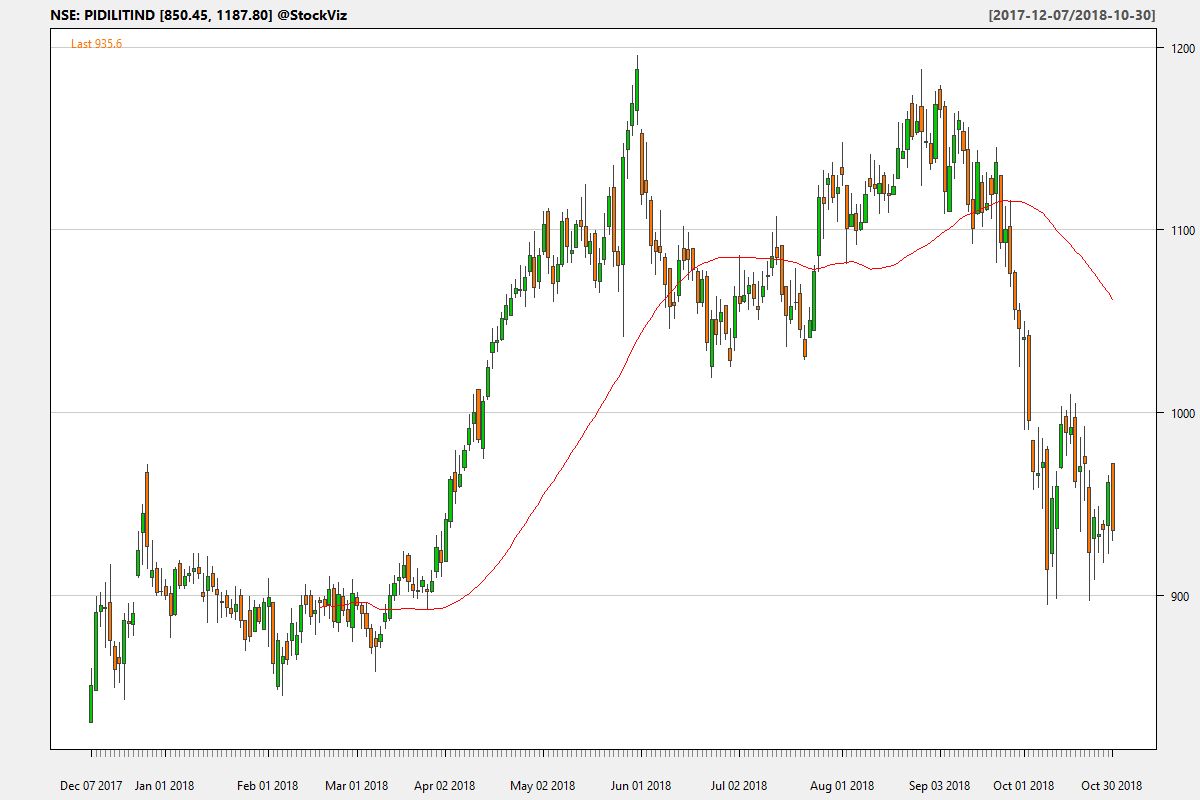 NSE: PIDILITIND [850.45, 1187.80] @StockViz
[2017-12-07/2018-10-30]
Last 935.6
1200
1100
1000
900
Dec 07 2017 Jan 01 2018 Feb 01 2018 Mar 01 2018 Apr 02 2018 May 02 2018 Jun 01 2018 Jul 02 2018 Aug 01 2018 Sep 03 2018 Oct 01 2018 Oct 30 2018